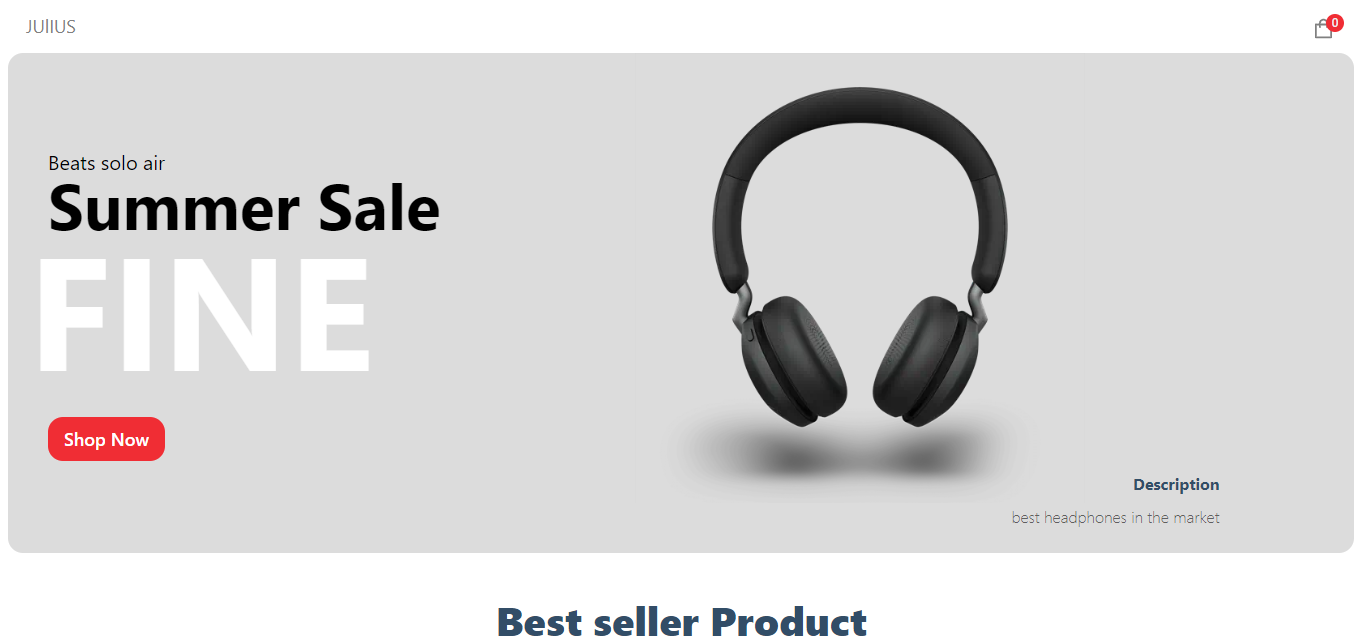 JUlIUS
0
Beats solo air
Summer Sale
FINE
Shop Now
Description
best headphones in the market
Best seller Product